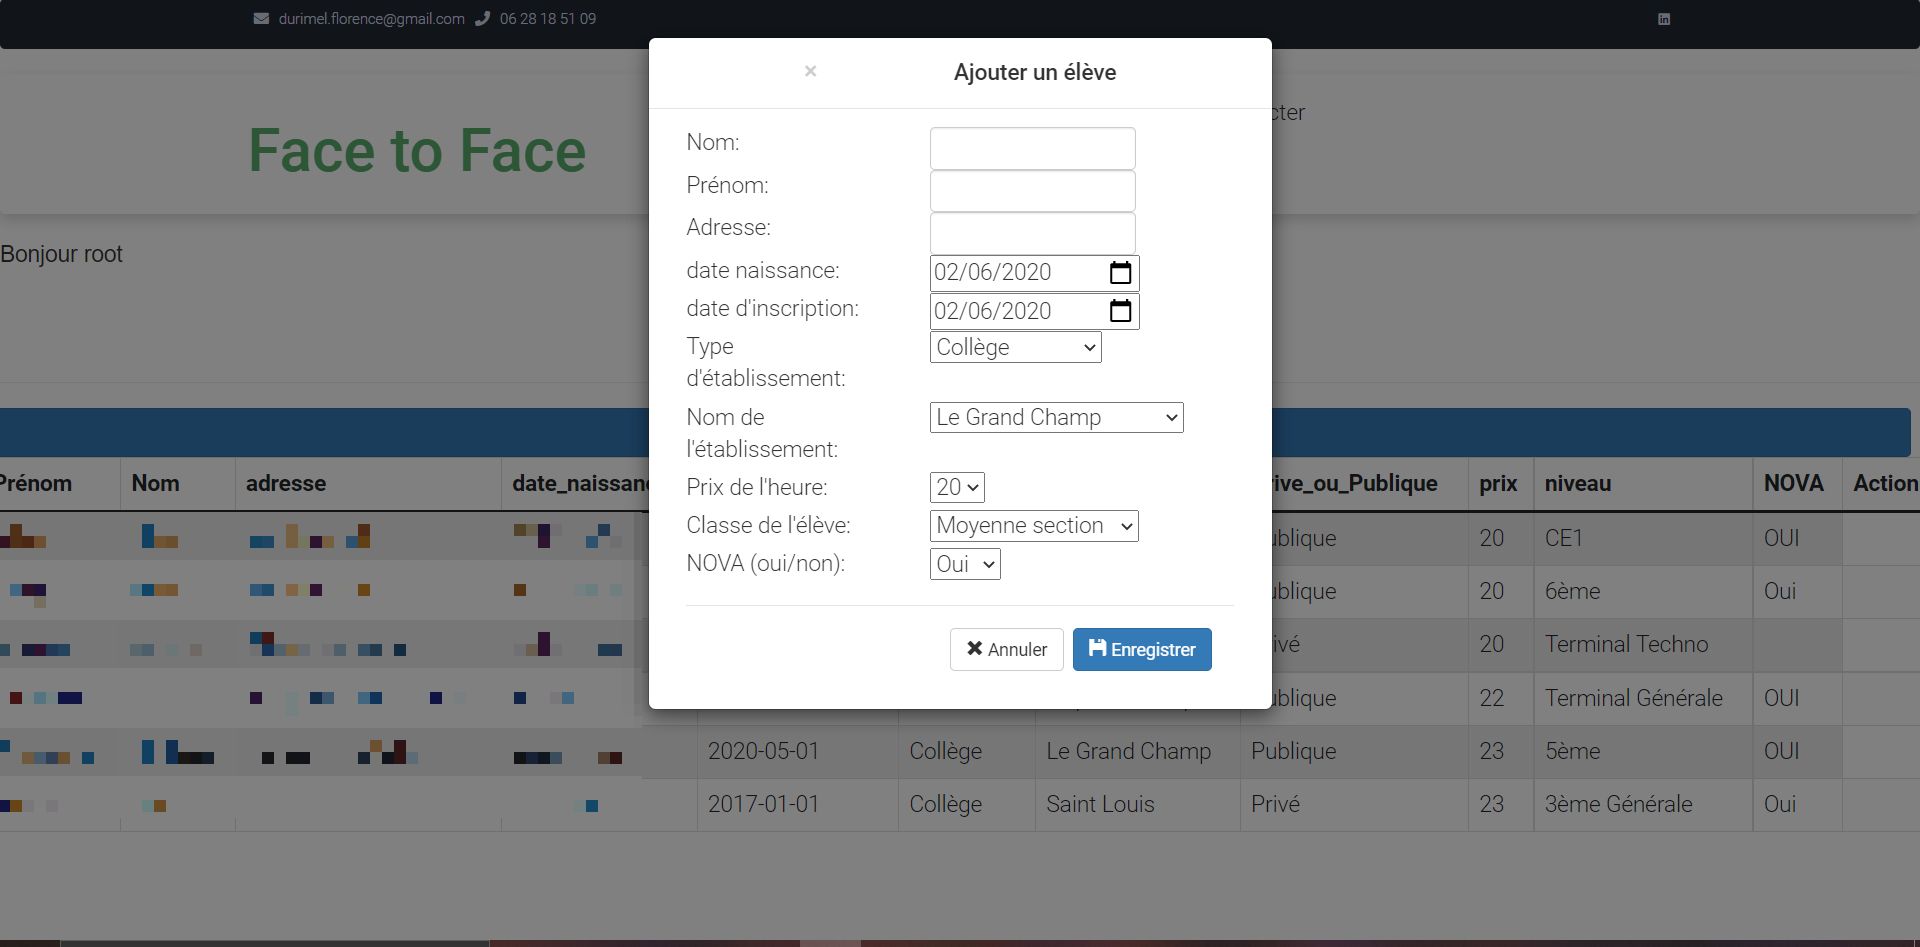 durimel.florence@gmail.com 06 28 18 51 09
× Ajouter un élève
cter
Face to Face
Bonjour root
Nom:
Prénom:
Adresse:
date naissance: 02/06/2020
date d'inscription: 02/06/2020
Type d'établissement: Collège
Nom de l'établissement: Le Grand Champ
Prix de l'heure: 20
Classe de l'élève: Moyenne section
NOVA (oui/non): Oui
Annuler Enregistrer
Prénom Nom adresse date_naissan rive_ou_Publique prix niveau NOVA Action
ublique 20 CE1 OUI
ublique 20 6ème Oui
ivé 20 Terminal Techno
ublique 22 Terminal Générale OUI
2020-05-01 Collège Le Grand Champ Publique 23 5ème OUI
2017-01-01 Collège Saint Louis Privé 23 3ème Générale Oui